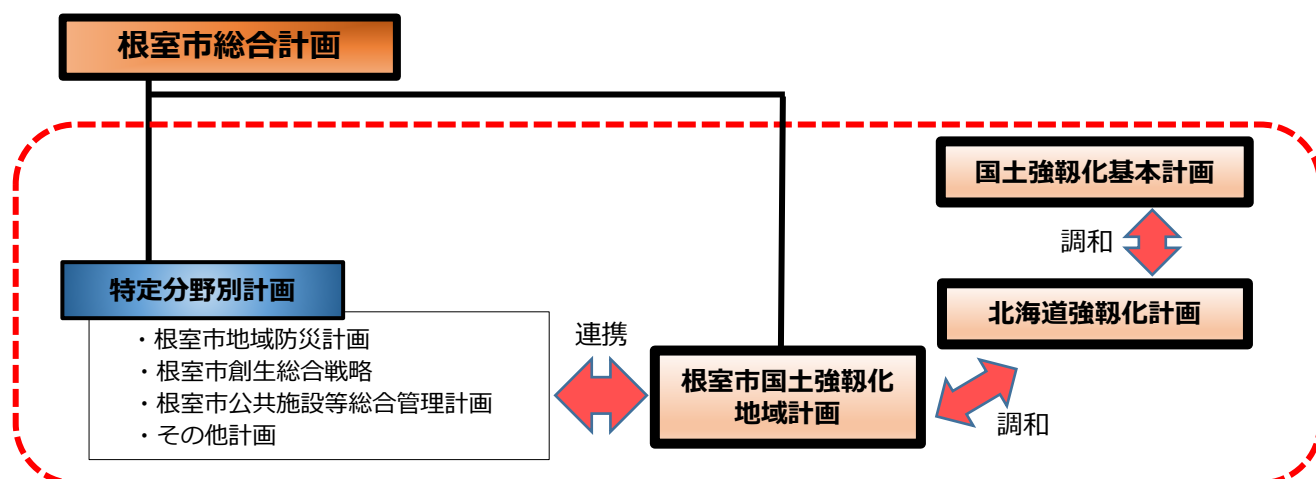 根室市総合計画
国土強靱化基本計画
調和
特定分野別計画
北海道強靱化計画
・根室市地域防災計画
・根室市創生総合戦略
・根室市公共施設等総合管理計画
・その他計画
連携
根室市国土強靱化
地域計画
調和